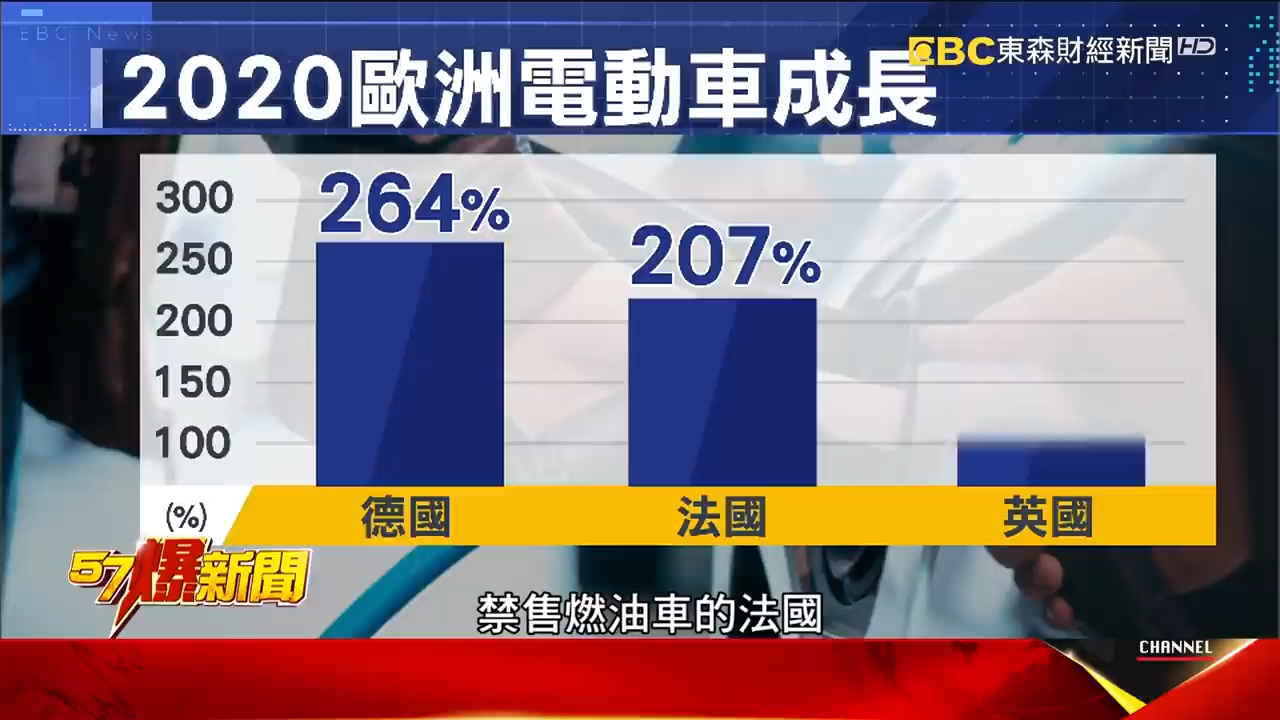 EBC News
EBC東森財經新聞HD
2020歐洲電動車成長
300
250
200
150
100
(%)
264%
207%
德國
法國
英國
57爆新聞
禁售燃油車的法國
CHANNEL